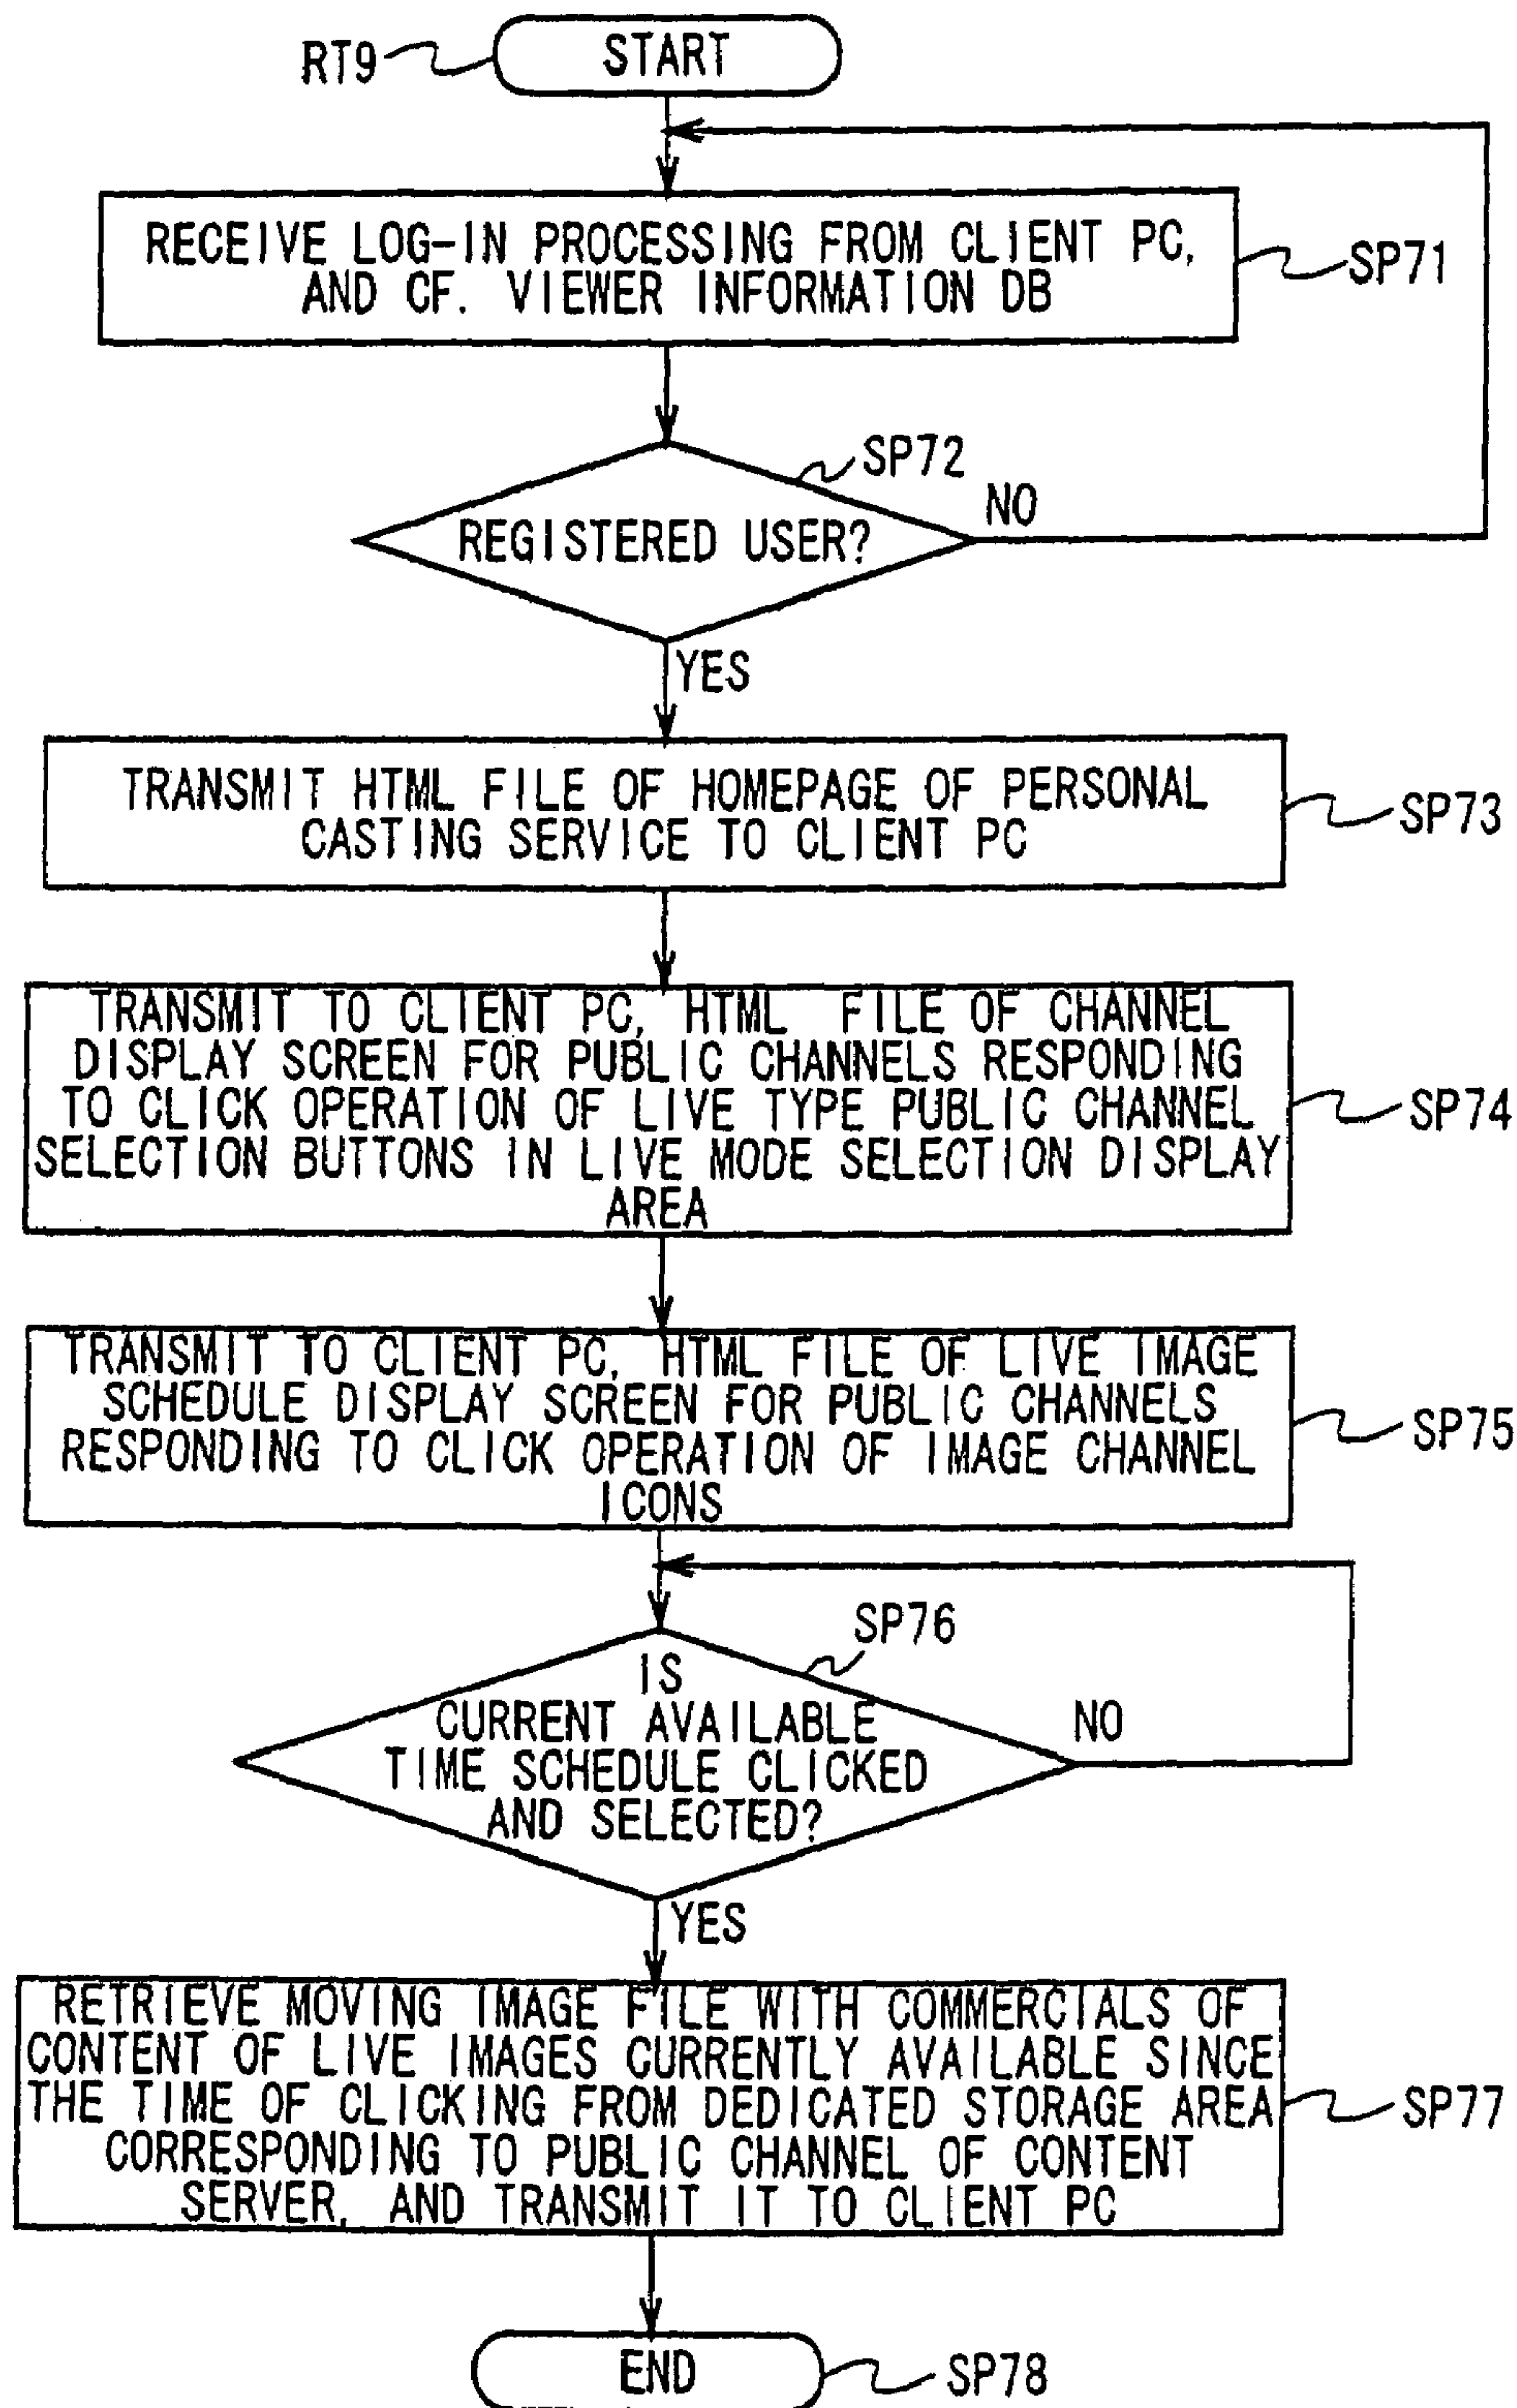 RT9
START
RECEIVE LOG-IN PROCESSING FROM CLIENT PC,
AND CF. VIEWER INFORMATION DB
SP71
SP72
REGISTERED USER?
NO
YES
TRANSMIT HTML FILE OF HOMEPAGE OF PERSONAL
CASTING SERVICE TO CLIENT PC
SP73
TRANSMIT TO CLIENT PC, HTML FILE OF CHANNEL
DISPLAY SCREEN FOR PUBLIC CHANNELS RESPONDING
TO CLICK OPERATION OF LIVE TYPE PUBLIC CHANNEL
SELECTION BUTTONS IN LIVE MODE SELECTION DISPLAY
AREA
SP74
TRANSMIT TO CLIENT PC, HTML FILE OF LIVE IMAGE
SCHEDULE DISPLAY SCREEN FOR PUBLIC CHANNELS
RESPONDING TO CLICK OPERATION OF IMAGE CHANNEL
ICONS
SP75
SP76
IS
CURRENT AVAILABLE
TIME SCHEDULE CLICKED
AND SELECTED?
NO
YES
RETRIEVE MOVING IMAGE FILE WITH COMMERCIALS OF
CONTENT OF LIVE IMAGES CURRENTLY AVAILABLE SINCE
THE TIME OF CLICKING FROM DEDICATED STORAGE AREA
CORRESPONDING TO PUBLIC CHANNEL OF CONTENT
SERVER, AND TRANSMIT IT TO CLIENT PC
SP77
END
SP78